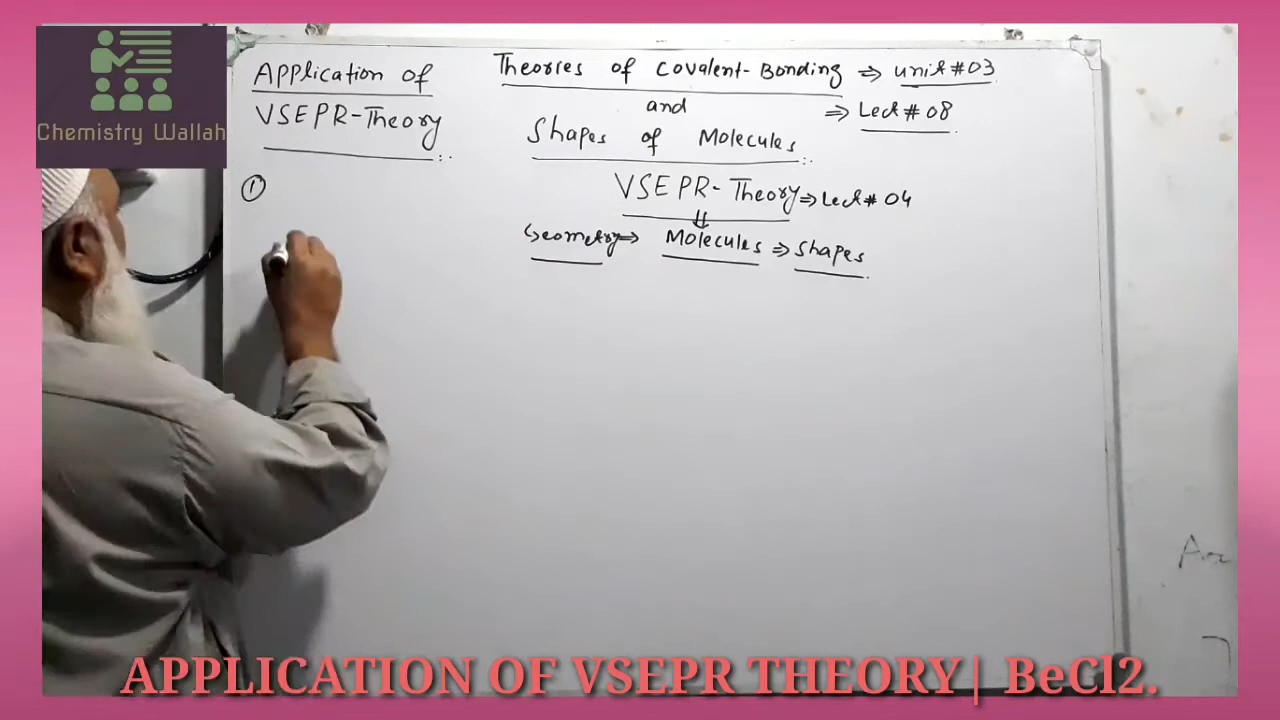 Chemistry Wallah
Application of
VSEPR-Theory
①
Theories of Covalent-Bonding ⇒ unit #03
and
⇒ Lect # 08
Shapes of Molecules
VSEPR-Theory ⇒ Lect # 04
⇓
Geometry ⇒ Molecules ⇒ Shapes
APPLICATION OF VSEPR THEORY| BeCl2.